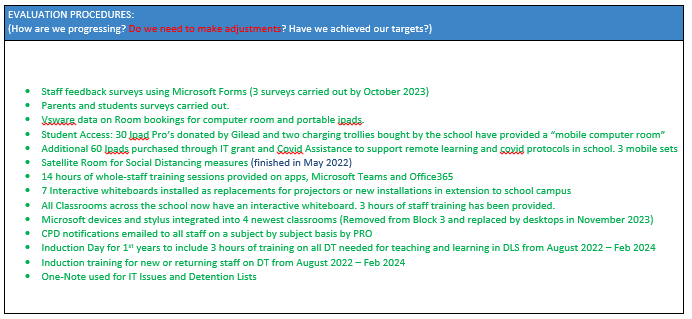 EVALUATION PROCEDURES:
(How are we progressing? Do we need to make adjustments? Have we achieved our targets?)
• Staff feedback surveys using Microsoft Forms (3 surveys carried out by October 2023)
• Parents and students surveys carried out.
• Vsware data on Room bookings for computer room and portable ipads.
• Student Access: 30 Ipad Pro's donated by Gilead and two charging trollies bought by the school have provided a "mobile computer room"
• Additional 60 Ipads purchased through IT grant and Covid Assistance to support remote learning and covid protocols in school. 3 mobile sets
• Satellite Room for Social Distancing measures (finished in May 2022)
• 14 hours of whole-staff training sessions provided on apps, Microsoft Teams and Office365
• 7 Interactive whiteboards installed as replacements for projectors or new installations in extension to school campus
• All Classrooms across the school now have an interactive whiteboard. 3 hours of staff training has been provided.
• Microsoft devices and stylus integrated into 4 newest classrooms (Removed from Block 3 and replaced by desktops in November 2023)
• CPD notifications emailed to all staff on a subject by subject basis by PRO
• Induction Day for 1st years to include 3 hours of training on all DT needed for teaching and learning in DLS from August 2022 – Feb 2024
• Induction training for new or returning staff on DT from August 2022 – Feb 2024
• One-Note used for IT Issues and Detention Lists